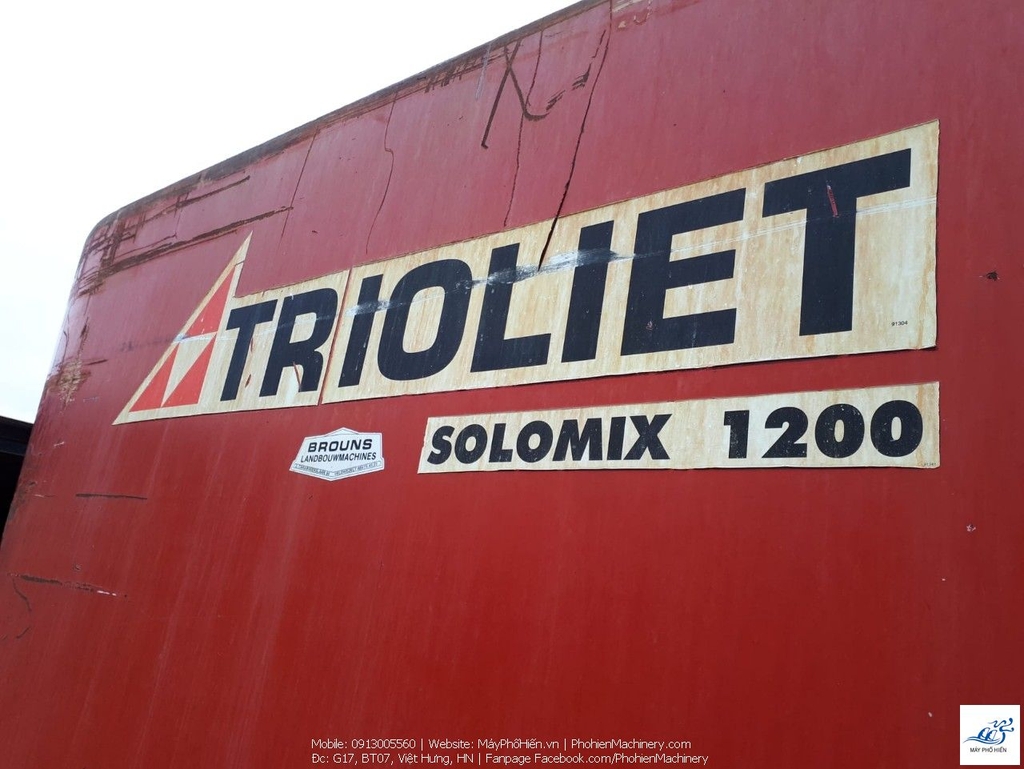 TRIOLIET
91304
BROUNS
LANDBOUWMACHINES
SOLOMIX 1200
Mobile: 0913005560 | Website: MáyPhốHiến.vn | PhohienMachinery.com
Đc: G17, BT07, Việt Hưng, HN | Fanpage Facebook.com/PhohienMachinery
MÁY PHỐ HIẾN